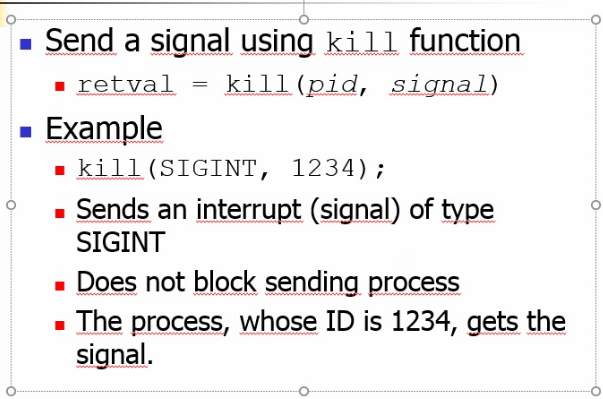 Send a signal using kill function
retval = kill(pid, signal)
Example
kill(SIGINT, 1234);
Sends an interrupt (signal) of type
SIGINT
Does not block sending process
The process, whose ID is 1234, gets the
signal.